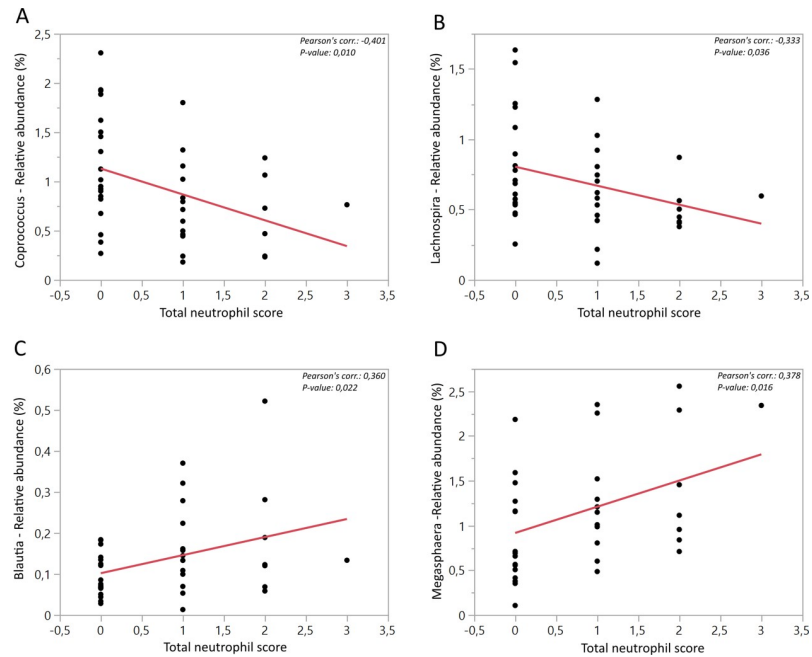 A
Pearson's corr.: -0,401
P-value: 0,010
2,5
2
1,5
1
0,5
0
Coprococcus - Relative abundance (%)
-0,5 0 0,5 1 1,5 2 2,5 3 3,5
Total neutrophil score
B
Pearson's corr.: -0,333
P-value: 0,036
1,5
1
0,5
0
Lachnospira - Relative abundance (%)
-0,5 0 0,5 1 1,5 2 2,5 3 3,5
Total neutrophil score
C
Pearson's corr.: 0,360
P-value: 0,022
0,6
0,5
0,4
0,3
0,2
0,1
0
Blautia - Relative abundance (%)
-0,5 0 0,5 1 1,5 2 2,5 3 3,5
Total neutrophil score
D
Pearson's corr.: 0,378
P-value: 0,016
2,5
2
1,5
1
0,5
0
Megasphaera -Relative abundance (%)
-0,5 0 0,5 1 1,5 2 2,5 3 3,5
Total neutrophil score